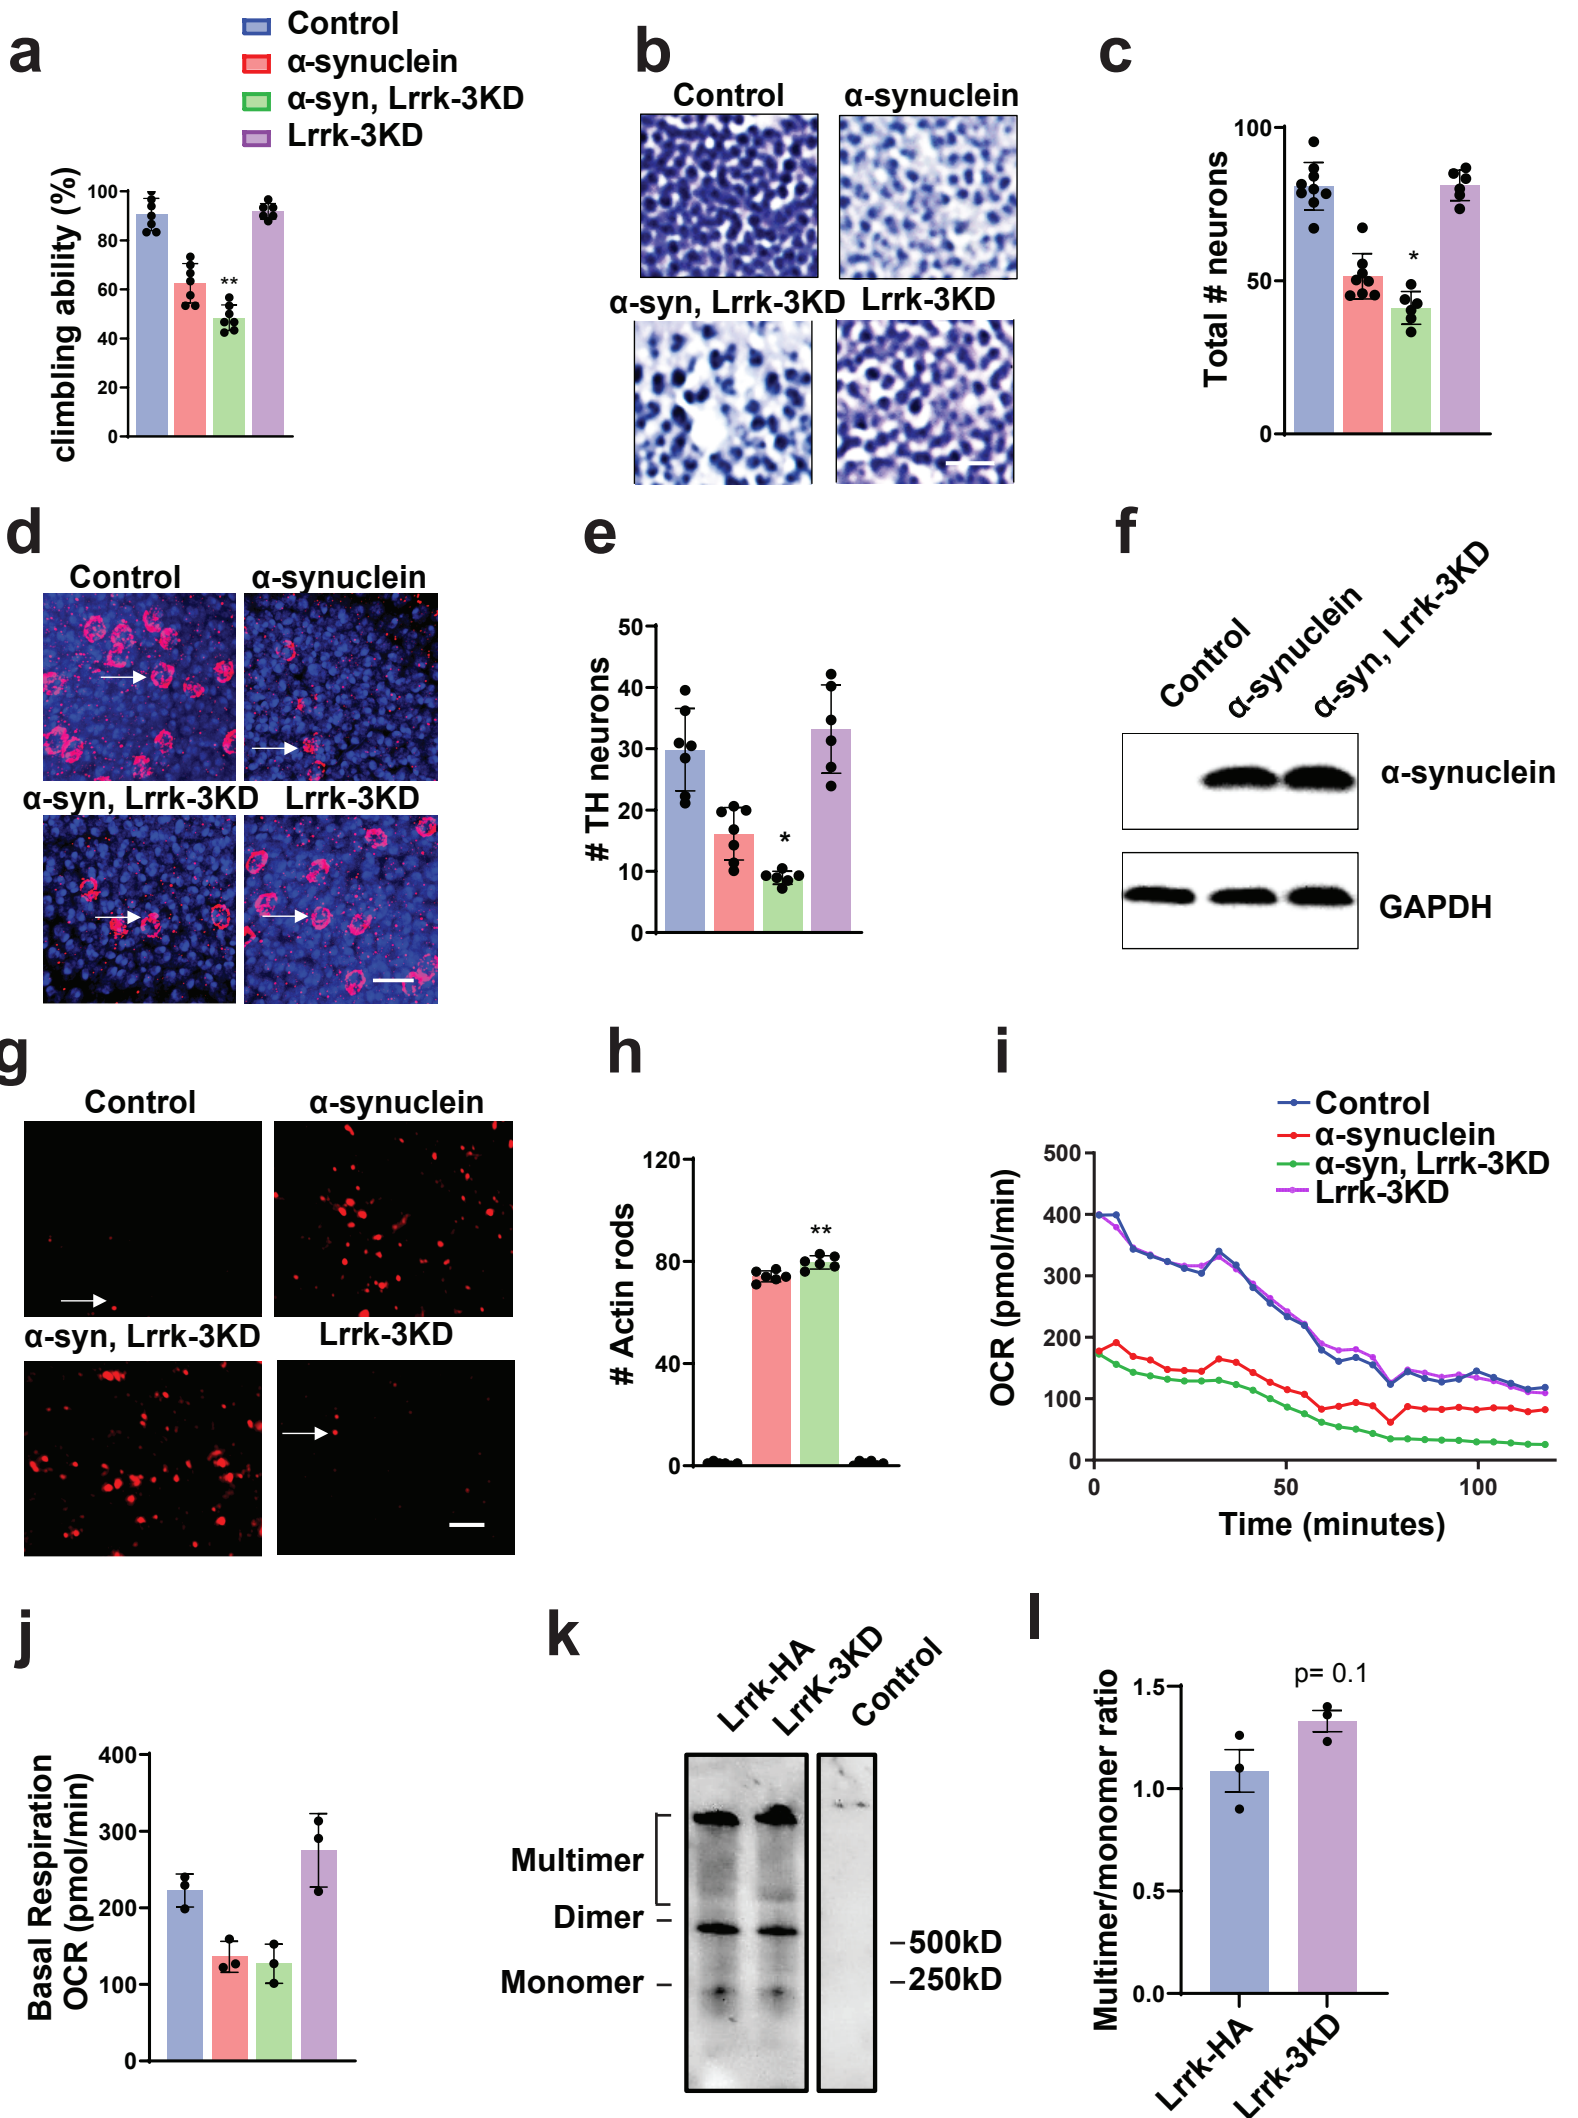 a
Control
α-synuclein
α-syn, Lrrk-3KD
Lrrk-3KD
climbling ability (%)
100
80
60
40
20
0
**
b
Control
α-synuclein
α-syn, Lrrk-3KD
Lrrk-3KD
c
Total # neurons
100
50
0
*
d
Control
α-synuclein
α-syn, Lrrk-3KD
Lrrk-3KD
e
# TH neurons
50
40
30
20
10
0
*
f
Control
α-synuclein
α-syn, Lrrk-3KD
α-synuclein
GAPDH
g
Control
α-synuclein
α-syn, Lrrk-3KD
Lrrk-3KD
h
# Actin rods
120
80
40
0
**
i
Control
α-synuclein
α-syn, Lrrk-3KD
Lrrk-3KD
OCR (pmol/min)
500
400
300
200
100
0
0
50
100
Time (minutes)
j
Basal Respiration
OCR (pmol/min)
400
300
200
100
0
k
Lrrk-HA
LrrK-3KD
Control
Multimer
Dimer
Monomer
500kD
250kD
l
Multimer/monomer ratio
p= 0.1
1.5
1.0
0.5
0.0
Lrrk-HA
Lrrk-3KD